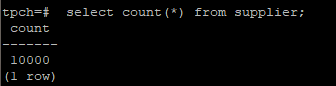 tpch=#  select count(*) from supplier;
 count
-------
 10000
(1 row)